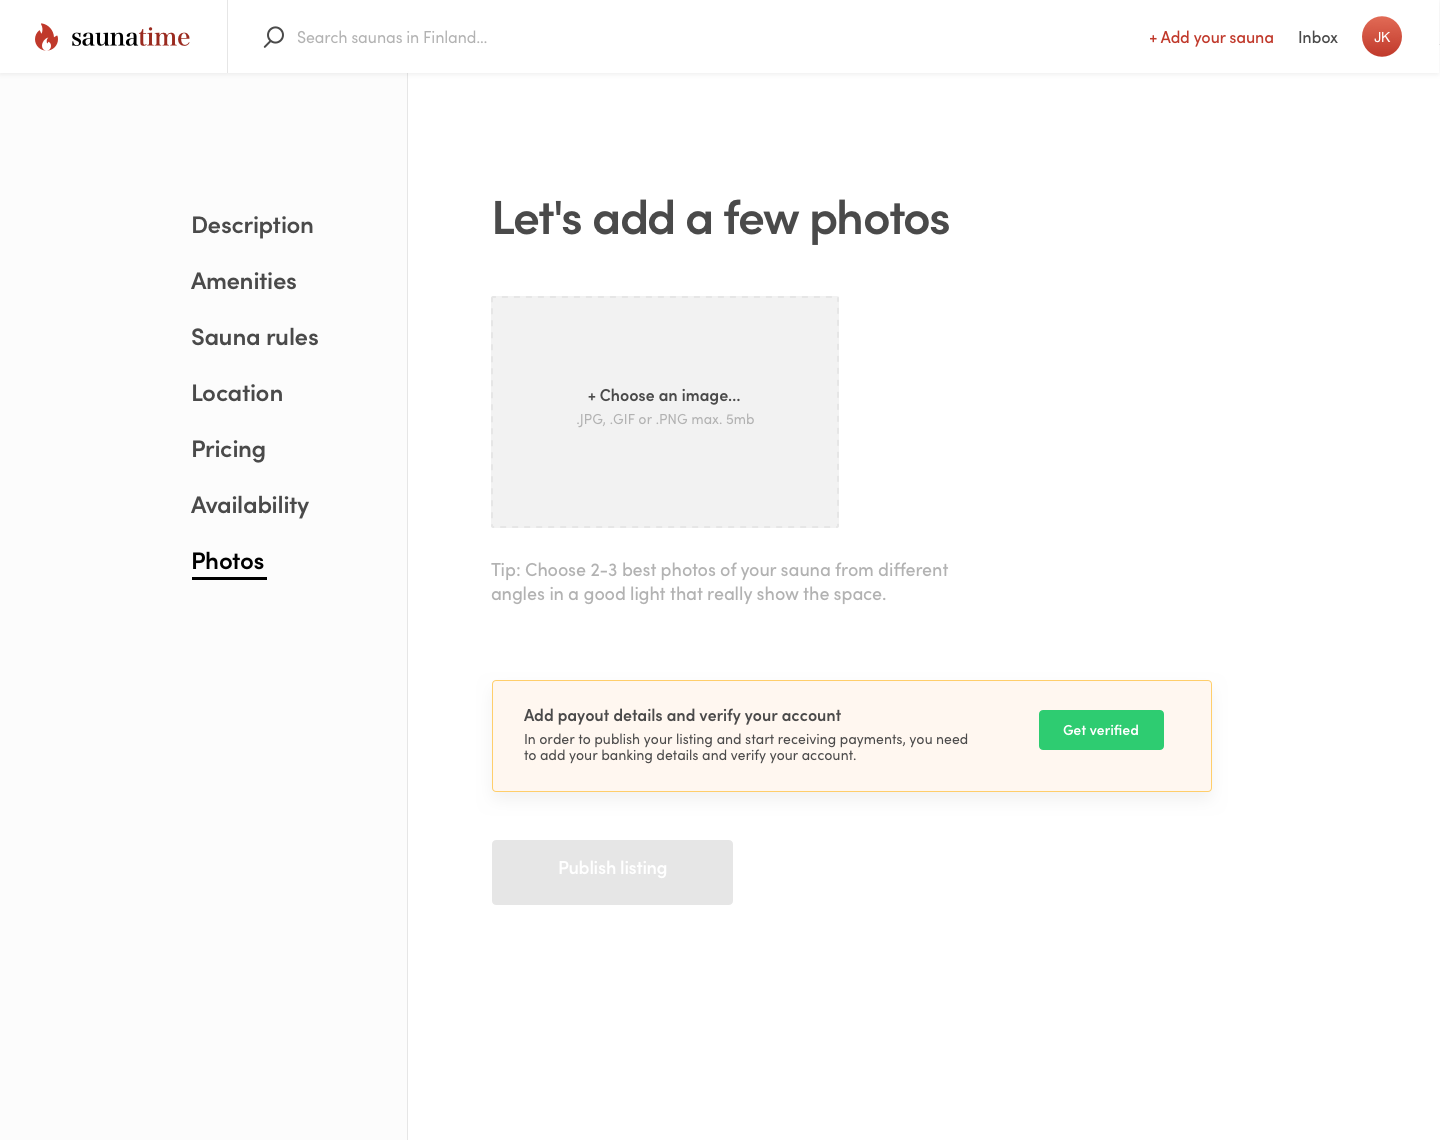 saunatime
Search saunas in Finland...
+ Add your sauna
Inbox
JK
Description
Amenities
Sauna rules
Location
Pricing
Availability
Photos
Let's add a few photos
+ Choose an image...
.JPG, .GIF or .PNG max. 5mb
Tip: Choose 2-3 best photos of your sauna from different
angles in a good light that really show the space.
Add payout details and verify your account
In order to publish your listing and start receiving payments, you need
to add your banking details and verify your account.
Get verified
Publish listing